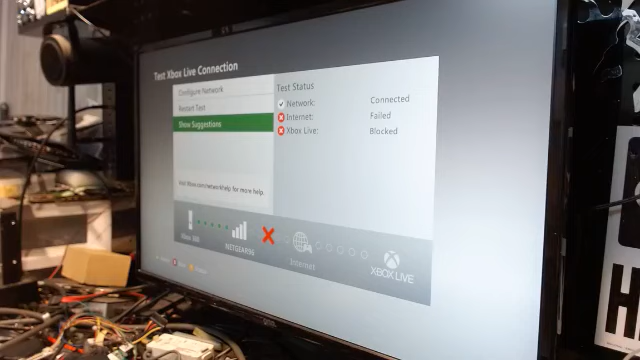 Test Xbox Live Connection
Configure Network
Restart Test
Show Suggestions
Test Status
Network: Connected
Internet: Failed
Xbox Live: Blocked
Visit Xbox.com/networkhelp for more help.
Xbox 360
NETGEAR96
Internet
XBOX LIVE